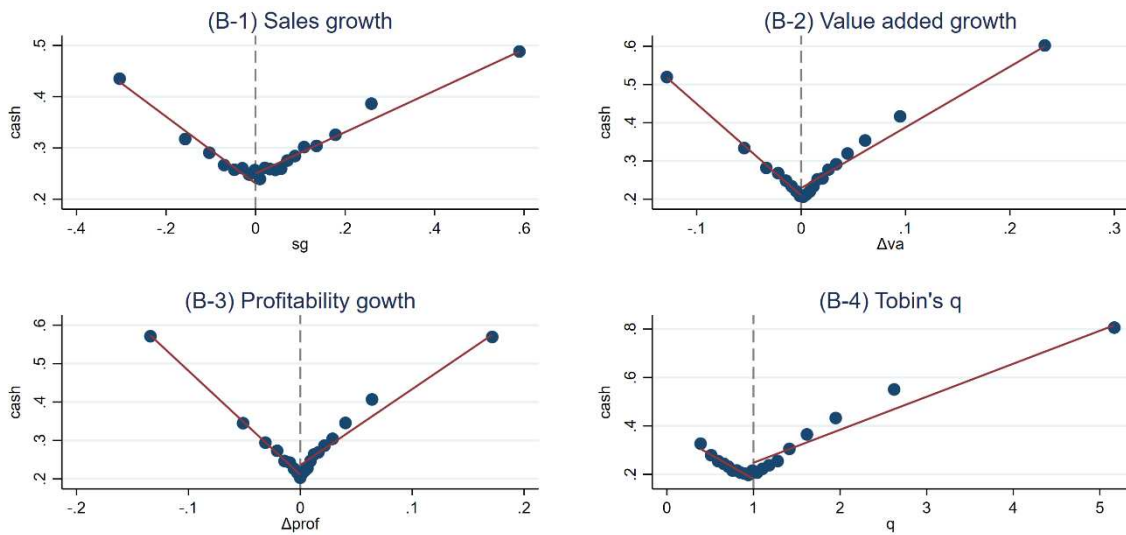 (B-1) Sales growth
cash
.5
.4
.3
.2
-.4 -.2 0 .2 .4 .6
sg
(B-2) Value added growth
cash
.6
.5
.4
.3
.2
-.1 0 .1 .2 .3
Δva
(B-3) Profitability gowth
cash
.6
.5
.4
.3
.2
-.2 -.1 0 .1 .2
Δprof
(B-4) Tobin's q
cash
.8
.6
.4
.2
0 1 2 3 4 5
q